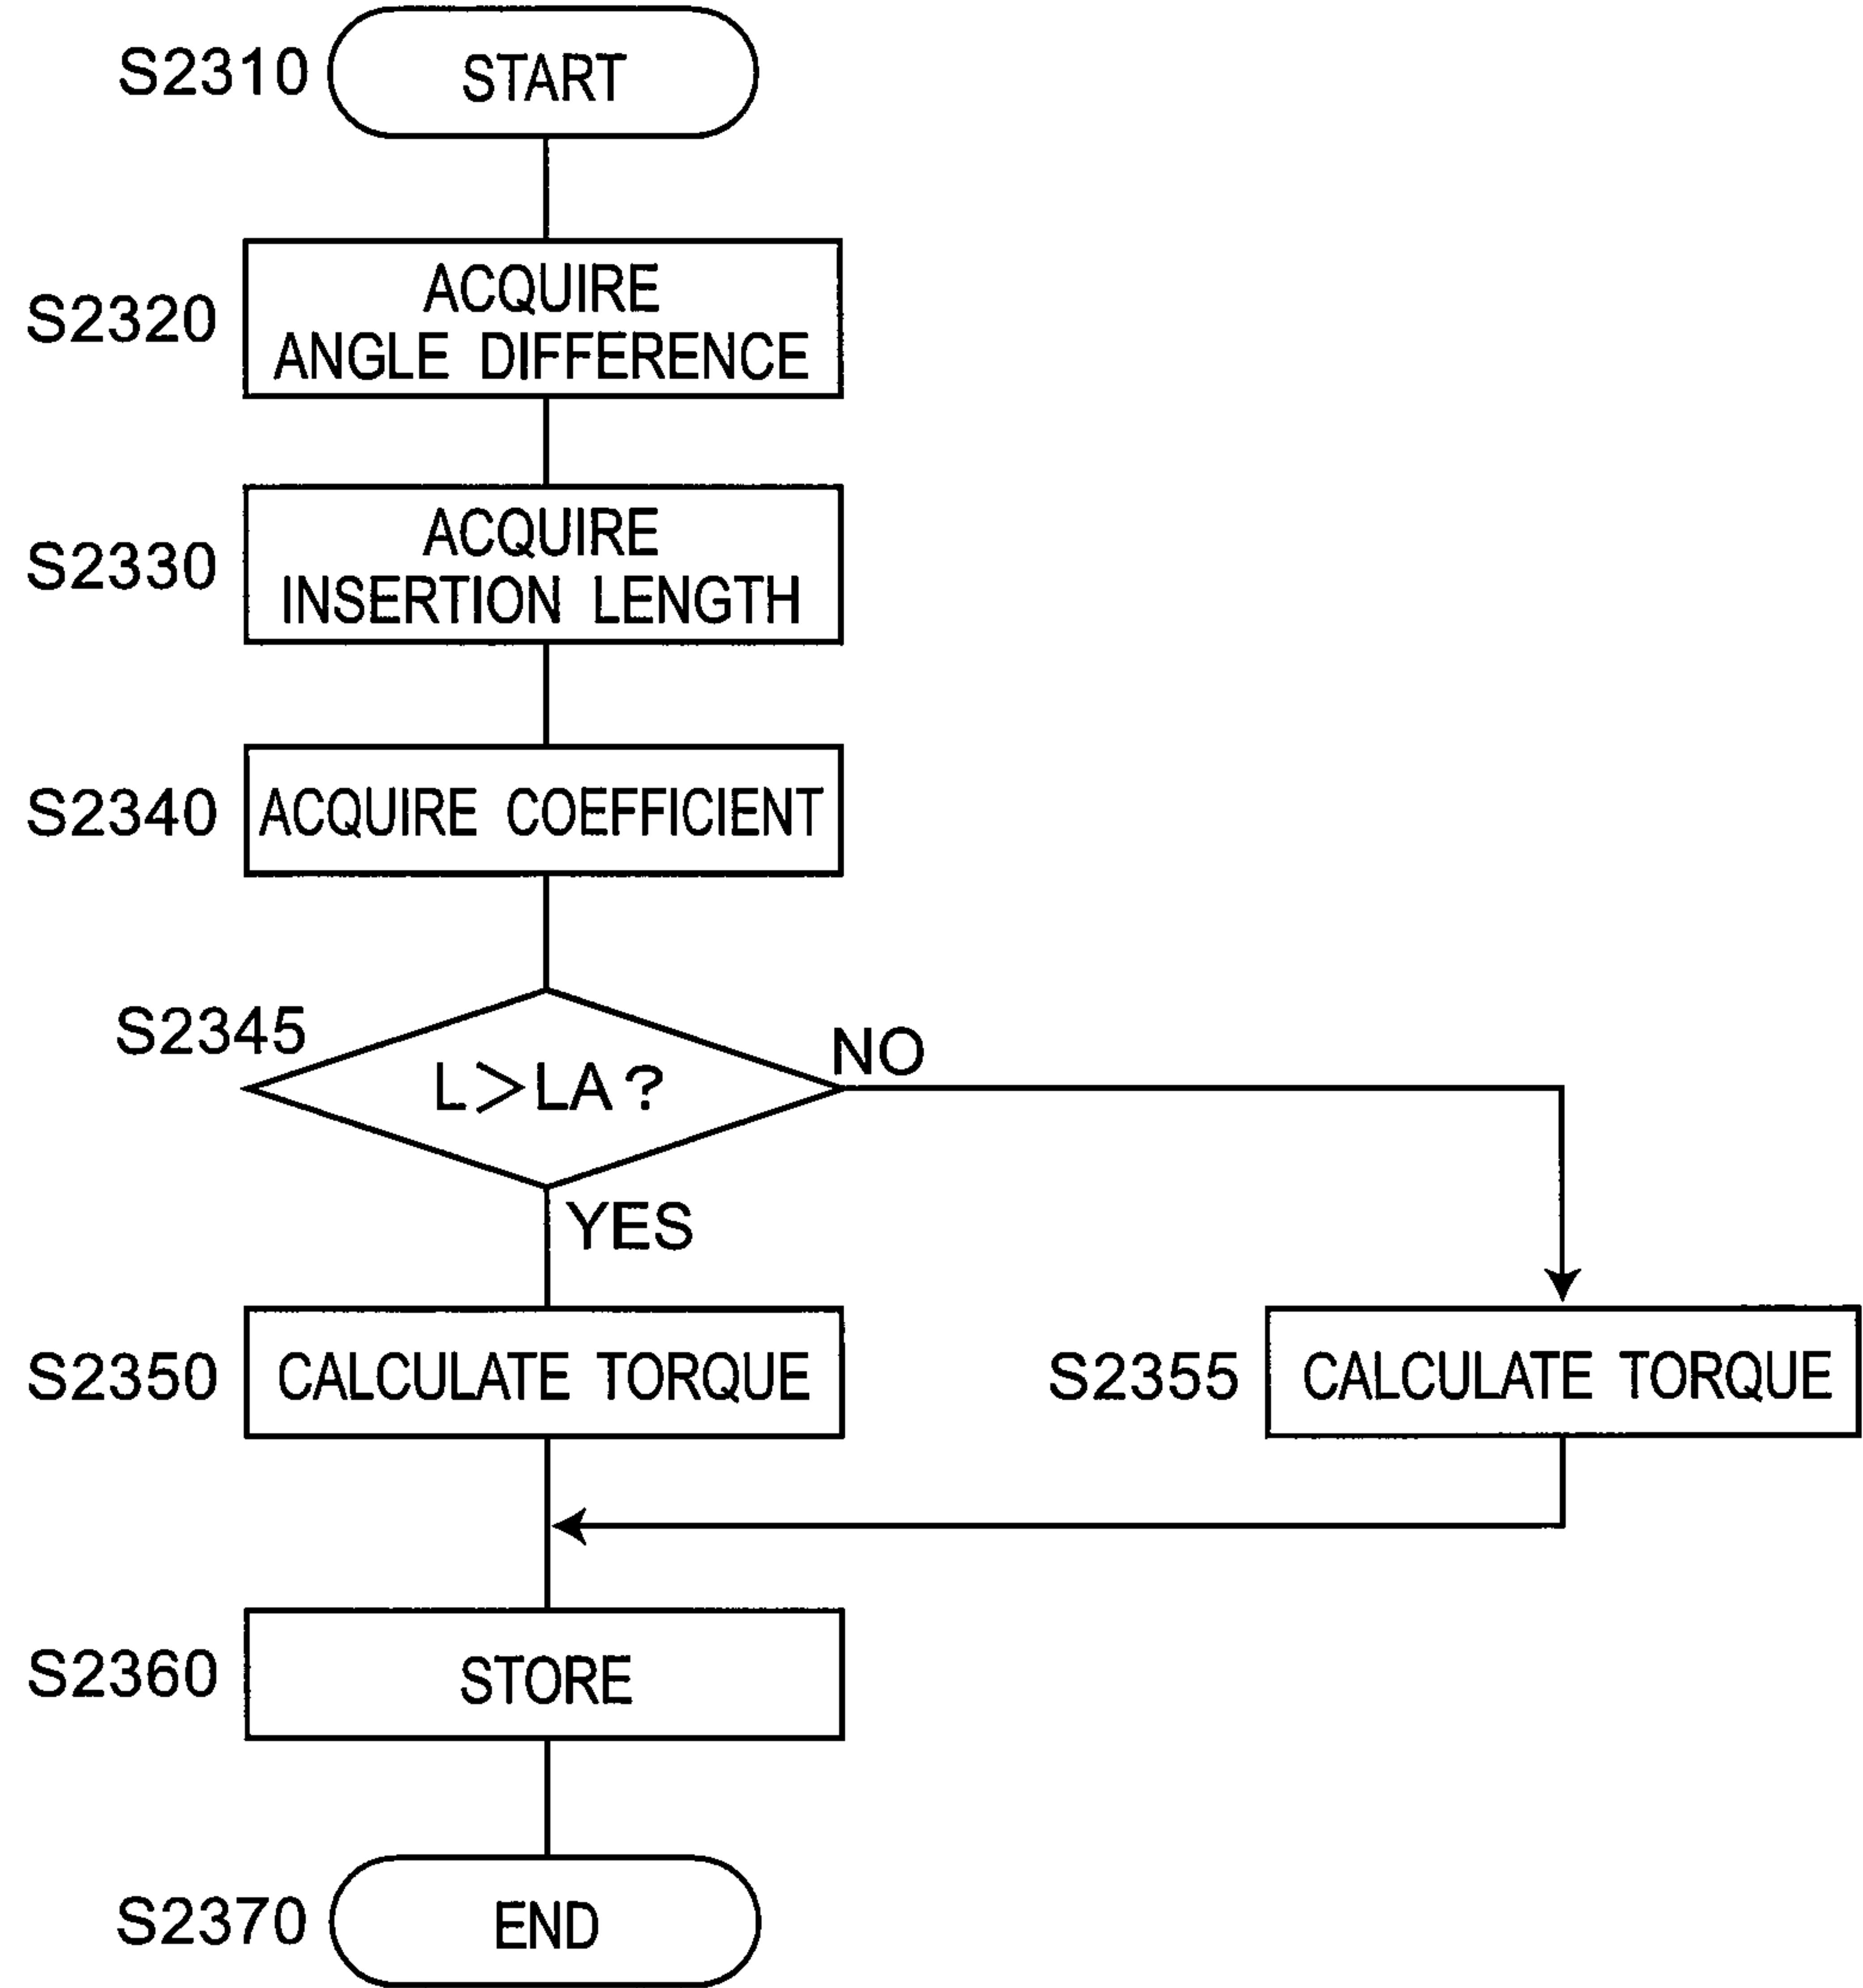 S2310
START
S2320
ACQUIRE
ANGLE DIFFERENCE
S2330
ACQUIRE
INSERTION LENGTH
S2340
ACQUIRE COEFFICIENT
S2345
L>LA?
NO
YES
S2350
CALCULATE TORQUE
S2355
CALCULATE TORQUE
S2360
STORE
S2370
END